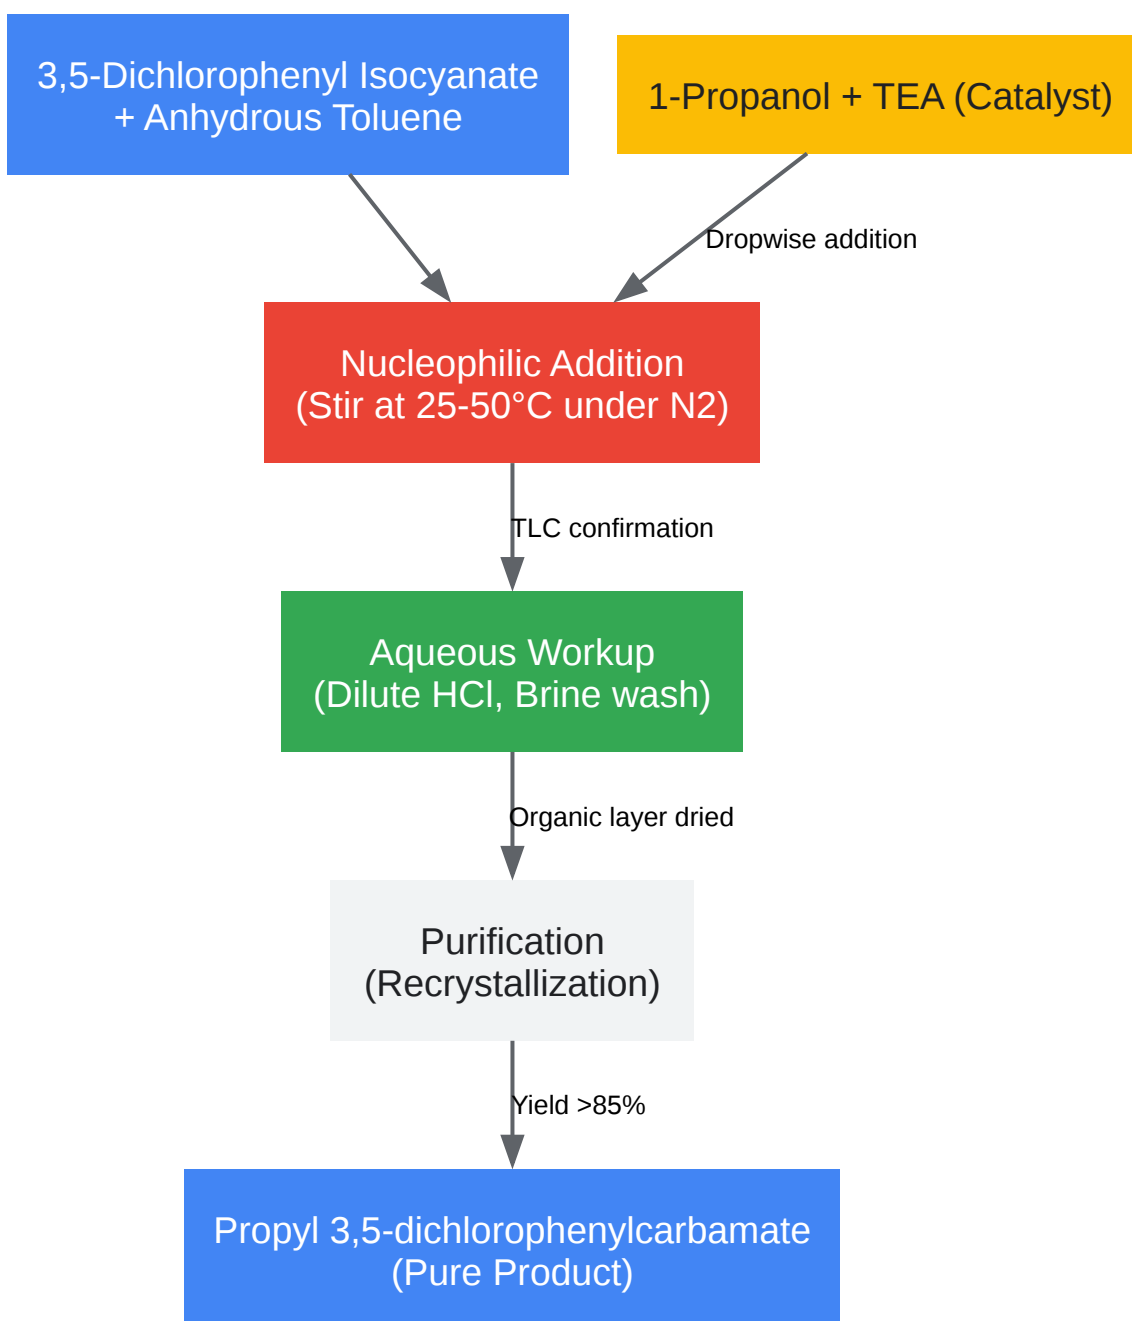 3,5-Dichlorophenyl Isocyanate
+ Anhydrous Toluene
1-Propanol + TEA (Catalyst)
Dropwise addition
Nucleophilic Addition
(Stir at 25-50°C under N2)
TLC confirmation
Aqueous Workup
(Dilute HCl, Brine wash)
Organic layer dried
Purification
(Recrystallization)
Yield >85%
Propyl 3,5-dichlorophenylcarbamate
(Pure Product)